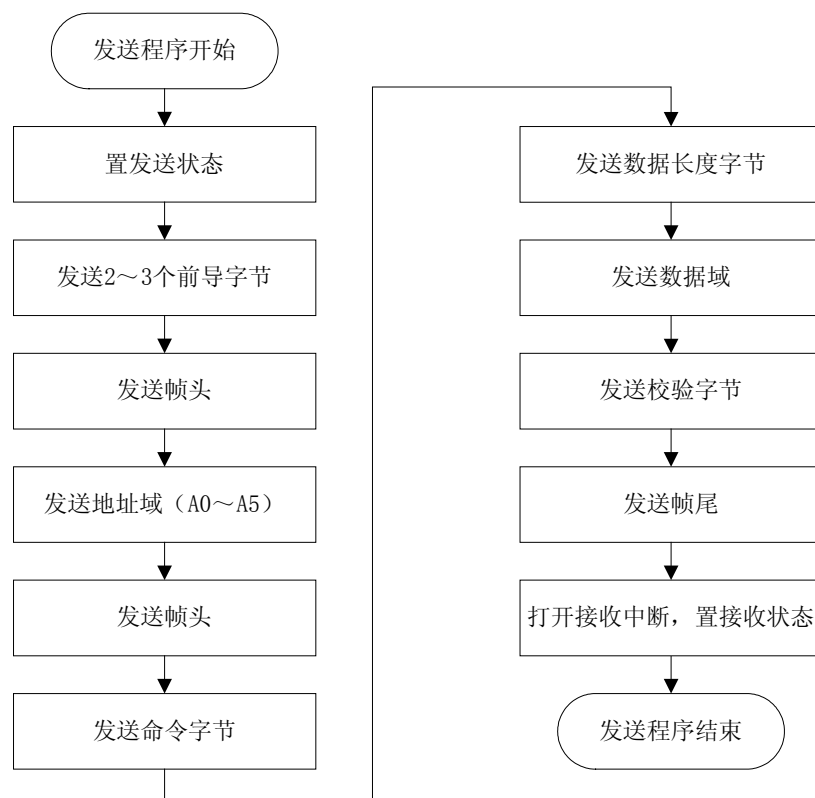 发送程序开始
置发送状态
发送2～3个前导字节
发送帧头
发送地址域（A0～A5）
发送帧头
发送命令字节
发送数据长度字节
发送数据域
发送校验字节
发送帧尾
打开接收中断，置接收状态
发送程序结束